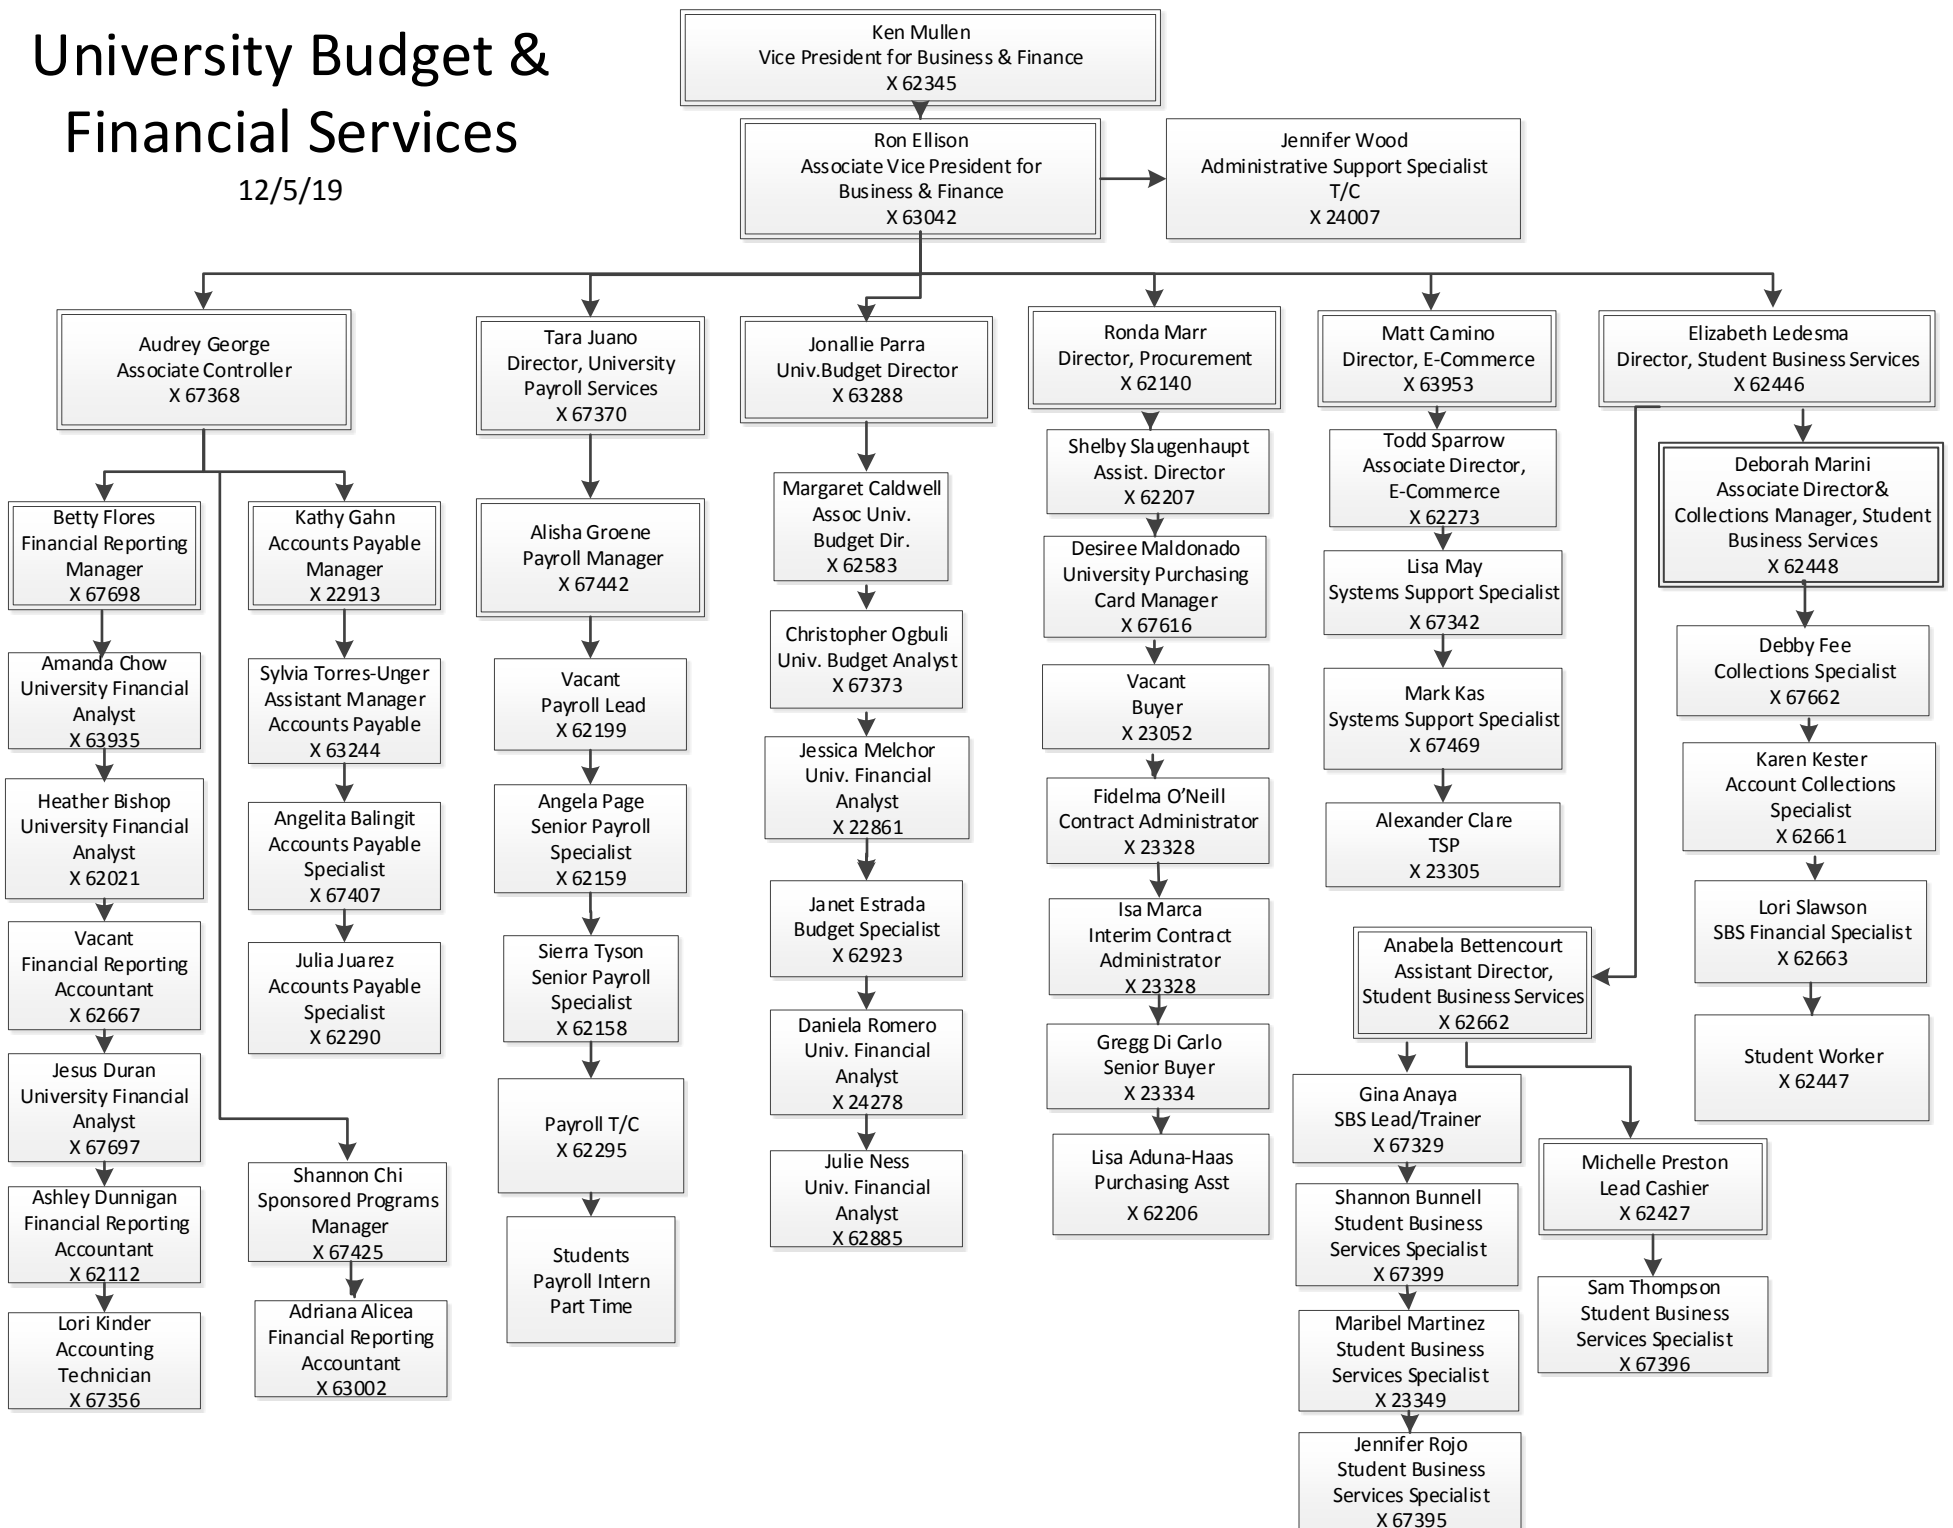 University Budget &
Financial Services
12/5/19
Ken Mullen
Vice President for Business & Finance
X 62345
Ron Ellison
Associate Vice President for
Business & Finance
X 63042
Jennifer Wood
Administrative Support Specialist
T/C
X 24007
Audrey George
Associate Controller
X 67368
Betty Flores
Financial Reporting
Manager
X 67698
Amanda Chow
University Financial
Analyst
X 63935
Heather Bishop
University Financial
Analyst
X 62021
Vacant
Financial Reporting
Accountant
X 62667
Jesus Duran
University Financial
Analyst
X 67697
Ashley Dunnigan
Financial Reporting
Accountant
X 62112
Lori Kinder
Accounting
Technician
X 67356
Kathy Gahn
Accounts Payable
Manager
X 22913
Sylvia Torres-Unger
Assistant Manager
Accounts Payable
X 63244
Angelita Balingit
Accounts Payable
Specialist
X 67407
Julia Juarez
Accounts Payable
Specialist
X 62290
Shannon Chi
Sponsored Programs
Manager
X 67425
Adriana Alicea
Financial Reporting
Accountant
X 63002
Tara Juano
Director, University
Payroll Services
X 67370
Alisha Groene
Payroll Manager
X 67442
Vacant
Payroll Lead
X 62199
Angela Page
Senior Payroll
Specialist
X 62159
Sierra Tyson
Senior Payroll
Specialist
X 62158
Payroll T/C
X 62295
Students
Payroll Intern
Part Time
Jonallie Parra
Univ.Budget Director
X 63288
Margaret Caldwell
Assoc Univ.
Budget Dir.
X 62583
Christopher Ogbuli
Univ. Budget Analyst
X 67373
Jessica Melchor
Univ. Financial
Analyst
X 22861
Janet Estrada
Budget Specialist
X 62923
Daniela Romero
Univ. Financial
Analyst
X 24278
Julie Ness
Univ. Financial
Analyst
X 62885
Ronda Marr
Director, Procurement
X 62140
Shelby Slaugenhaupt
Assist. Director
X 62207
Desiree Maldonado
University Purchasing
Card Manager
X 67616
Vacant
Buyer
X 23052
Fidelma O’Neill
Contract Administrator
X 23328
Isa Marca
Interim Contract
Administrator
X 23328
Gregg Di Carlo
Senior Buyer
X 23334
Lisa Aduna-Haas
Purchasing Asst
X 62206
Matt Camino
Director, E-Commerce
X 63953
Todd Sparrow
Associate Director,
E-Commerce
X 62273
Lisa May
Systems Support Specialist
X 67342
Mark Kas
Systems Support Specialist
X 67469
Alexander Clare
TSP
X 23305
Elizabeth Ledesma
Director, Student Business Services
X 62446
Deborah Marini
Associate Director&
Collections Manager, Student
Business Services
X 62448
Debby Fee
Collections Specialist
X 67662
Karen Kester
Account Collections
Specialist
X 62661
Lori Slawson
SBS Financial Specialist
X 62663
Student Worker
X 62447
Anabela Bettencourt
Assistant Director,
Student Business Services
X 62662
Gina Anaya
SBS Lead/Trainer
X 67329
Shannon Bunnell
Student Business
Services Specialist
X 67399
Maribel Martinez
Student Business
Services Specialist
X 23349
Jennifer Rojo
Student Business
Services Specialist
X 67395
Michelle Preston
Lead Cashier
X 62427
Sam Thompson
Student Business
Services Specialist
X 67396